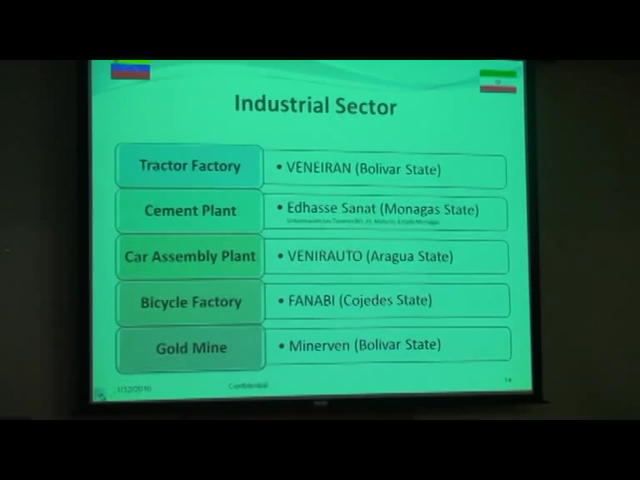 Industrial Sector
Tractor Factory
• VENEIRAN (Bolivar State)
Cement Plant
• Edhasse Sanat (Monagas State)
Car Assembly Plant
• VENIRAUTO (Aragua State)
Bicycle Factory
• FANABI (Cojedes State)
Gold Mine
• Minerven (Bolivar State)
Confidential
14